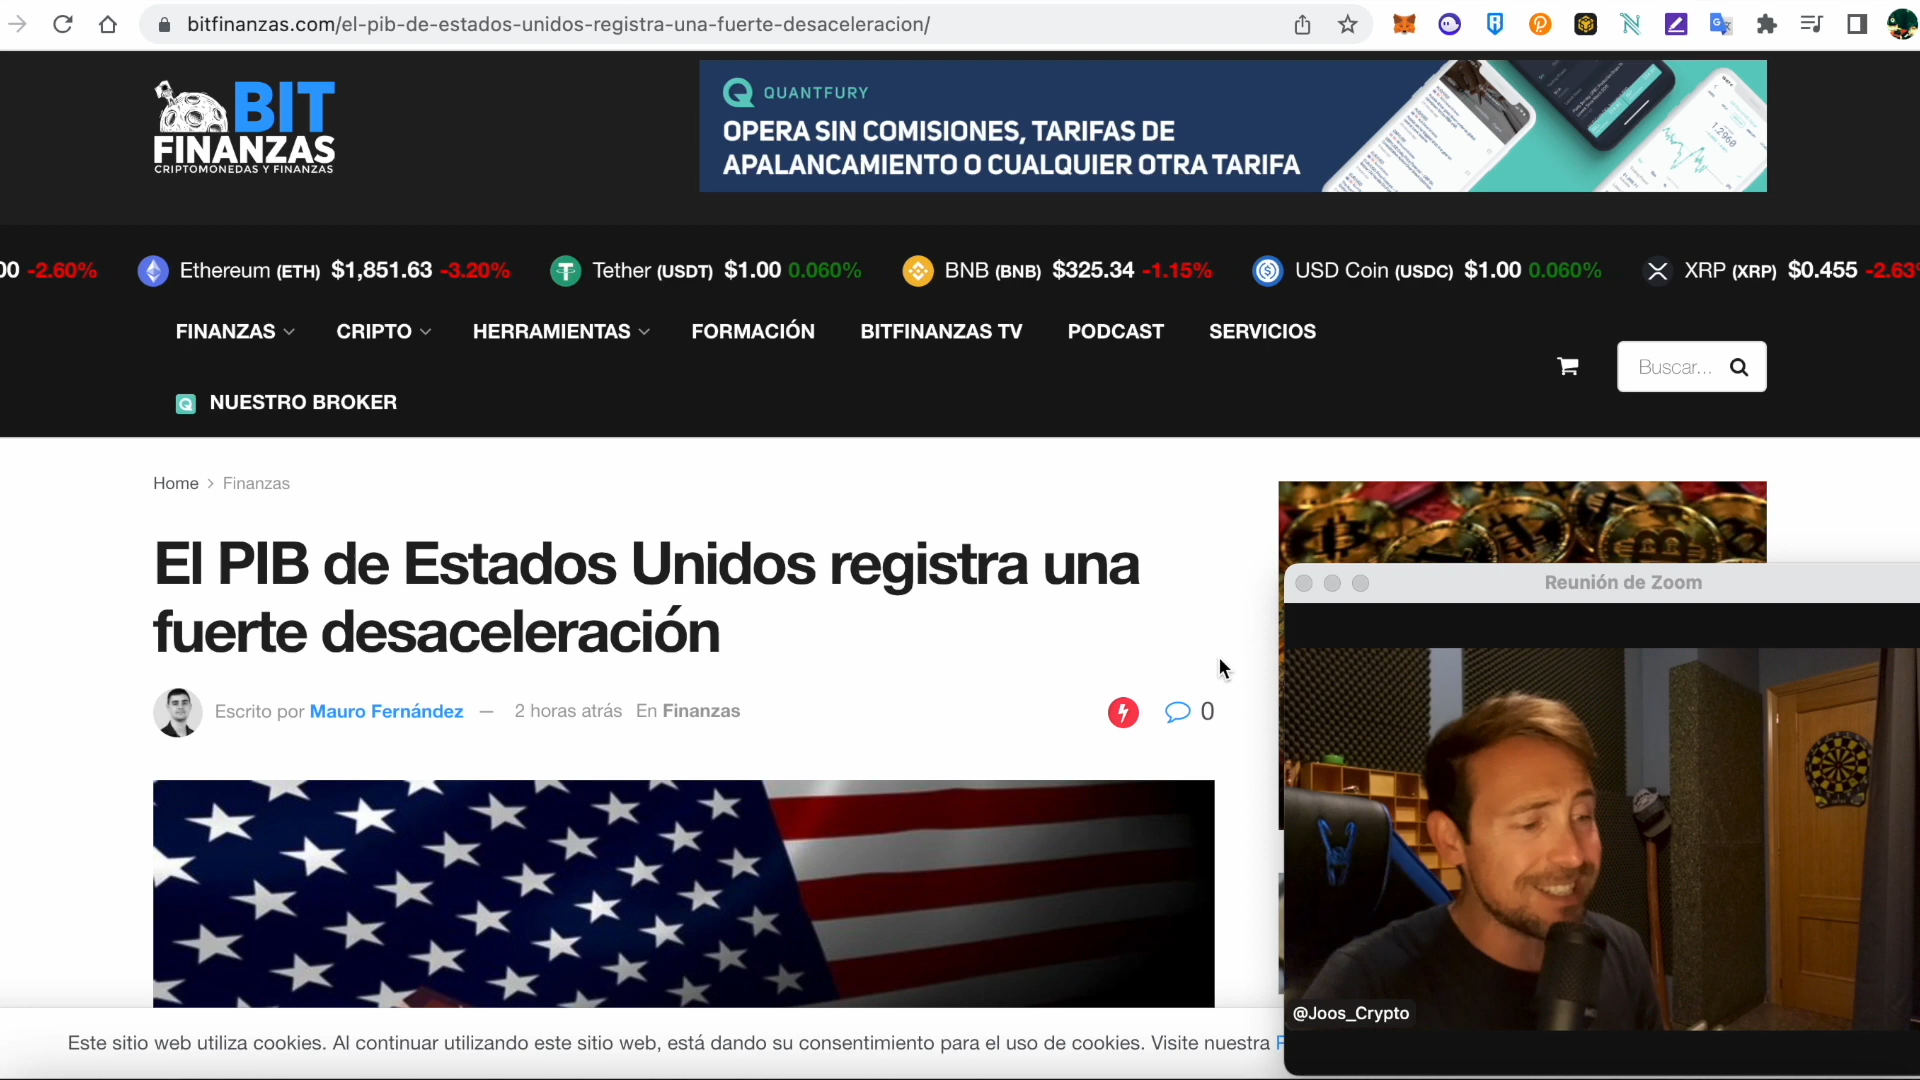 bitfinanzas.com/el-pib-de-estados-unidos-registra-una-fuerte-desaceleracion/
BIT
FINANZAS
CRIPTOMONEDAS Y FINANZAS
QUANTFURY
OPERA SIN COMISIONES, TARIFAS DE
APALANCAMIENTO O CUALQUIER OTRA TARIFA
00 -2.60% Ethereum (ETH) $1,851.63 -3.20% Tether (USDT) $1.00 0.060% BNB (BNB) $325.34 -1.15% USD Coin (USDC) $1.00 0.060% XRP (XRP) $0.455 -2.63%
FINANZAS CRIPTO HERRAMIENTAS FORMACIÓN BITFINANZAS TV PODCAST SERVICIOS
Buscar...
NUESTRO BROKER
Home > Finanzas
El PIB de Estados Unidos registra una
fuerte desaceleración
Escrito por Mauro Fernández — 2 horas atrás En Finanzas
0
Reunión de Zoom
@Joos_Crypto
Este sitio web utiliza cookies. Al continuar utilizando este sitio web, está dando su consentimiento para el uso de cookies. Visite nuestra